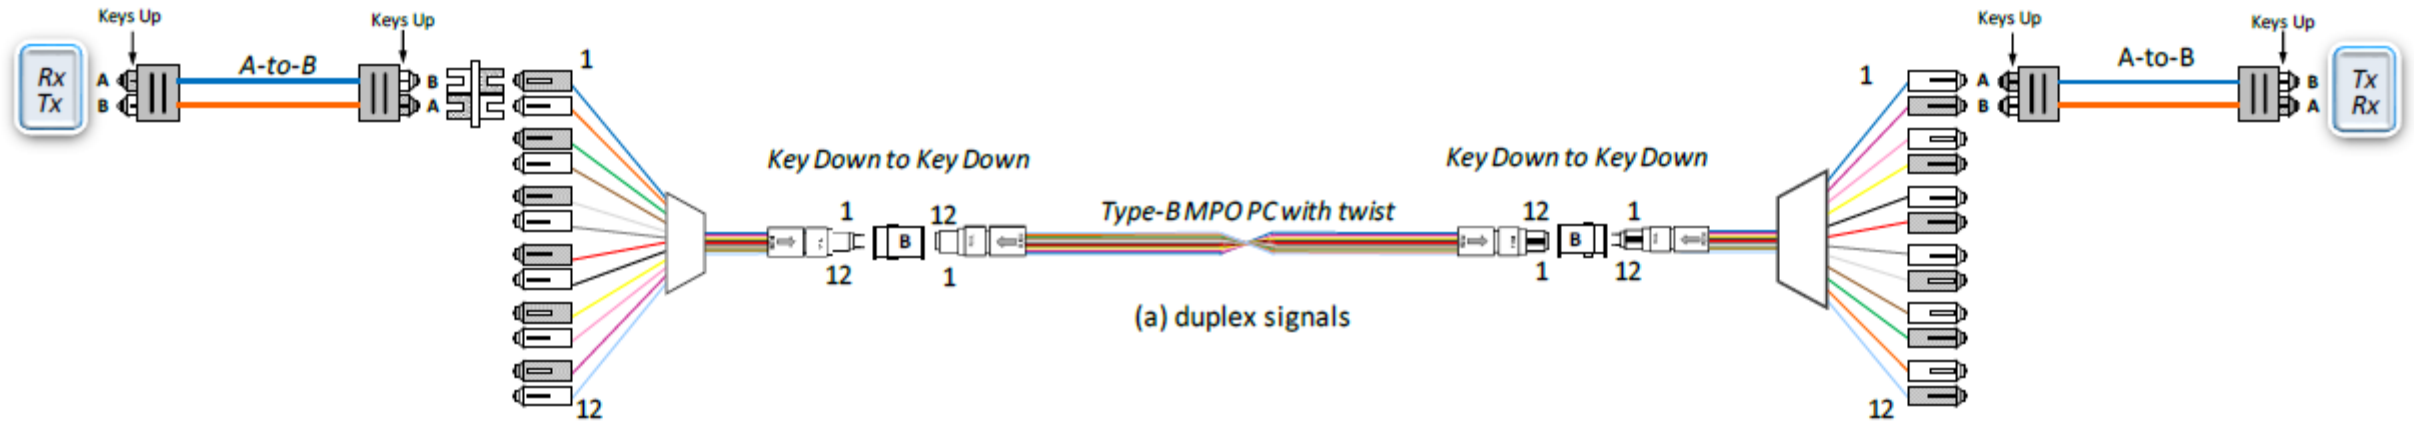 Keys Up
Keys Up
Keys Up
Keys Up
Rx
Tx
A
B
A-to-B
B
A
1
12
Key Down to Key Down
1
12
B
12
1
Type-B MPO PC with twist
Key Down to Key Down
12
1
B
1
12
(a) duplex signals
1
12
A
B
A-to-B
B
A
Tx
Rx